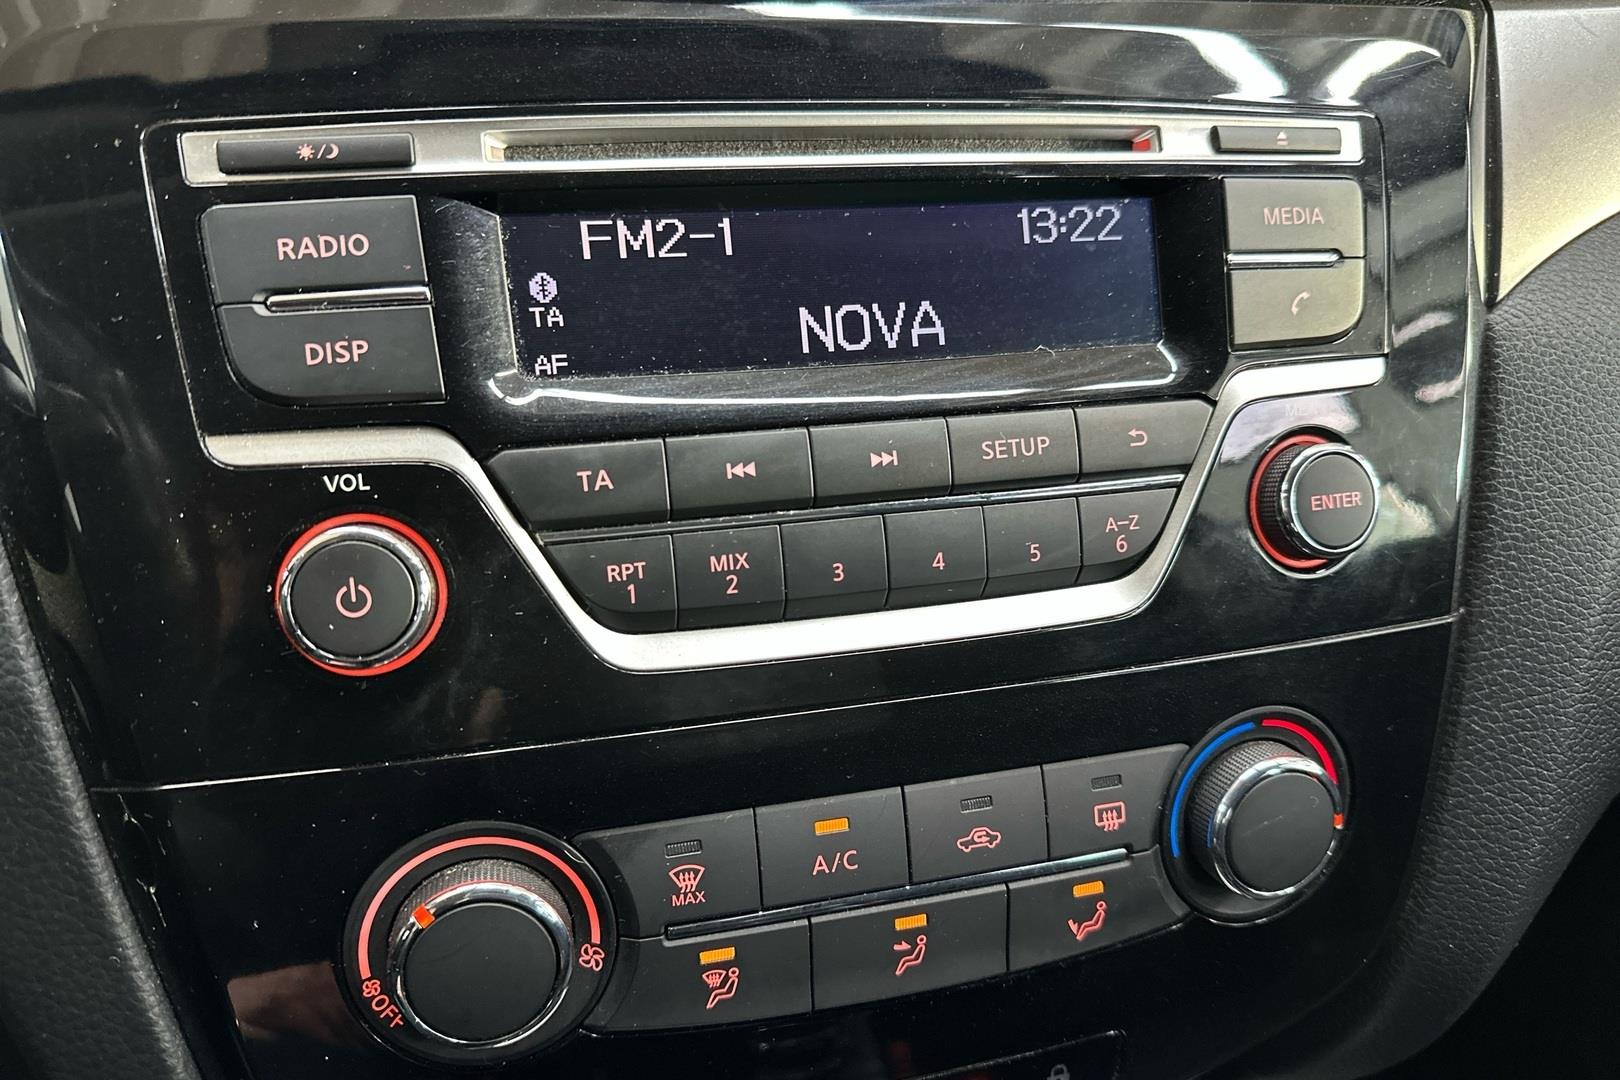 RADIO
DISP
FM2-1
13:22
TA
AF
NOVA
MEDIA
VOL
TA
SETUP
MENU
ENTER
RPT
1
MIX
2
3
4
5
A-Z
6
MAX
A/C
OFF